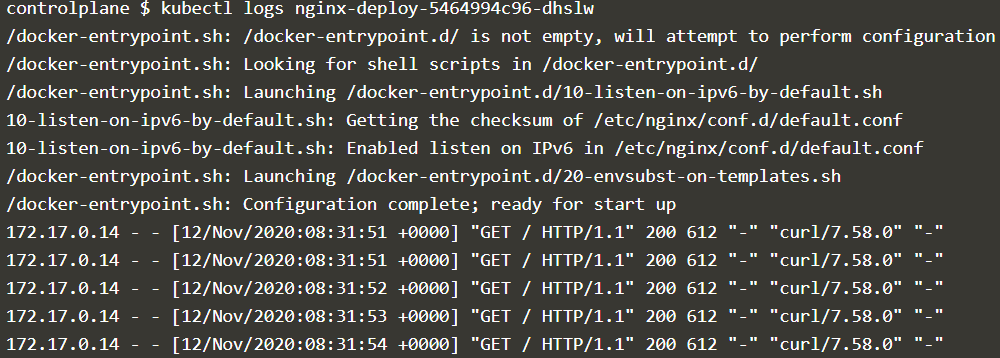 controlplane $ kubectl logs nginx-deploy-5464994c96-dhslw
/docker-entrypoint.sh: /docker-entrypoint.d/ is not empty, will attempt to perform configuration
/docker-entrypoint.sh: Looking for shell scripts in /docker-entrypoint.d/
/docker-entrypoint.sh: Launching /docker-entrypoint.d/10-listen-on-ipv6-by-default.sh
10-listen-on-ipv6-by-default.sh: Getting the checksum of /etc/nginx/conf.d/default.conf
10-listen-on-ipv6-by-default.sh: Enabled listen on IPv6 in /etc/nginx/conf.d/default.conf
/docker-entrypoint.sh: Launching /docker-entrypoint.d/20-envsubst-on-templates.sh
/docker-entrypoint.sh: Configuration complete; ready for start up
172.17.0.14 - - [12/Nov/2020:08:31:51 +0000] "GET / HTTP/1.1" 200 612 "-" "curl/7.58.0" "-"
172.17.0.14 - - [12/Nov/2020:08:31:51 +0000] "GET / HTTP/1.1" 200 612 "-" "curl/7.58.0" "-"
172.17.0.14 - - [12/Nov/2020:08:31:52 +0000] "GET / HTTP/1.1" 200 612 "-" "curl/7.58.0" "-"
172.17.0.14 - - [12/Nov/2020:08:31:53 +0000] "GET / HTTP/1.1" 200 612 "-" "curl/7.58.0" "-"
172.17.0.14 - - [12/Nov/2020:08:31:54 +0000] "GET / HTTP/1.1" 200 612 "-" "curl/7.58.0" "-"